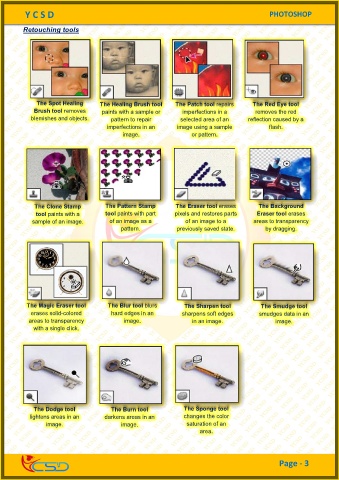 Y C S D
PHOTOSHOP
Retouching tools
The Spot Healing
Brush tool removes
blemishes and objects.
The Healing Brush tool
paints with a sample or
pattern to repair
imperfections in an
image.
The Patch tool repairs
imperfections in a
selected area of an
image using a sample
or pattern.
The Red Eye tool
removes the red
reflection caused by a
flash.
The Clone Stamp
tool paints with a
sample of an image.
The Pattern Stamp
tool paints with part
of an image as a
pattern.
The Eraser tool erases
pixels and restores parts
of an image to a
previously saved state.
The Background
Eraser tool erases
areas to transparency
by dragging.
The Magic Eraser tool
erases solid-colored
areas to transparency
with a single click.
The Blur tool blurs
hard edges in an
image.
The Sharpen tool
sharpens soft edges
in an image.
The Smudge tool
smudges data in an
image.
The Dodge tool
lightens areas in an
image.
The Burn tool
darkens areas in an
image.
The Sponge tool
changes the color
saturation of an
area.
YCSD
Page - 3